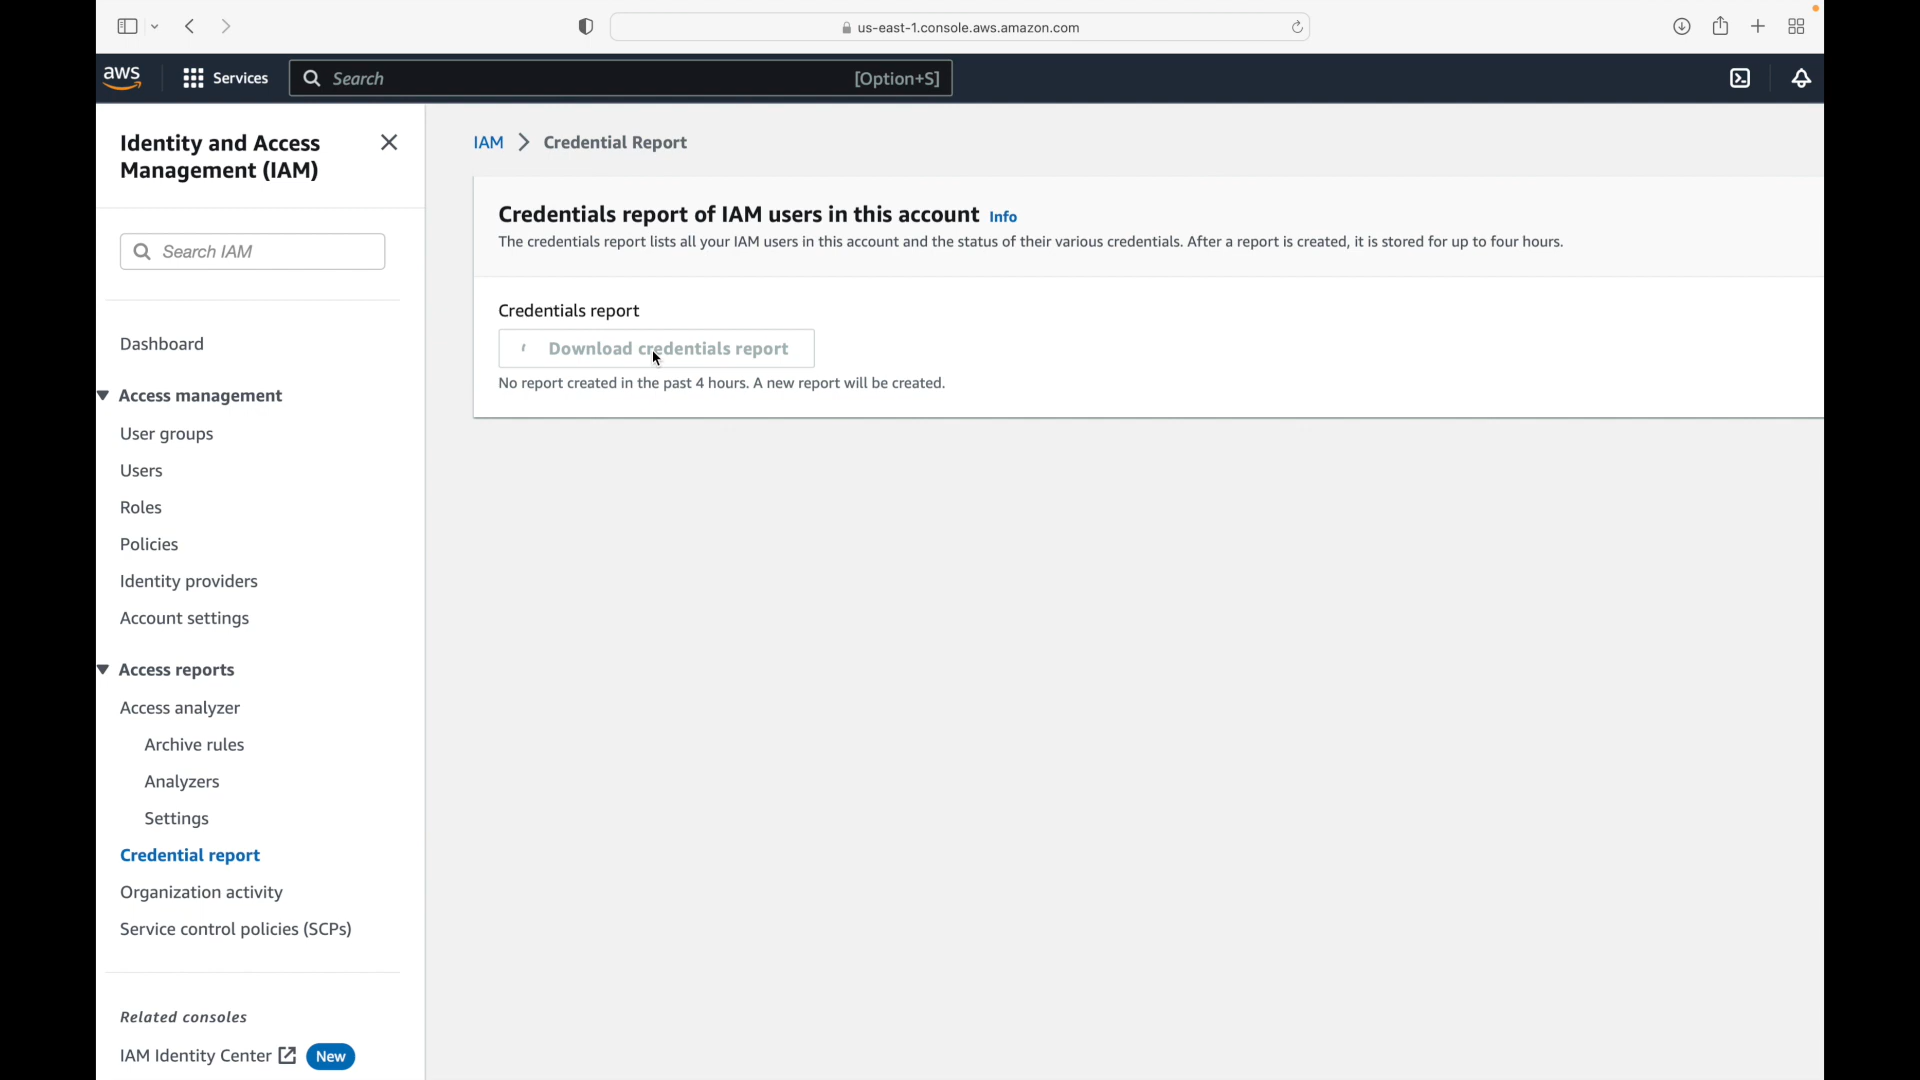 us-east-1.console.aws.amazon.com
aws
Services
Search
[Option+S]
Identity and Access
Management (IAM)
Search IAM
Dashboard
Access management
User groups
Users
Roles
Policies
Identity providers
Account settings
Access reports
Access analyzer
Archive rules
Analyzers
Settings
Credential report
Organization activity
Service control policies (SCPs)
Related consoles
IAM Identity Center New
IAM > Credential Report
Credentials report of IAM users in this account Info
The credentials report lists all your IAM users in this account and the status of their various credentials. After a report is created, it is stored for up to four hours.
Credentials report
Download credentials report
No report created in the past 4 hours. A new report will be created.